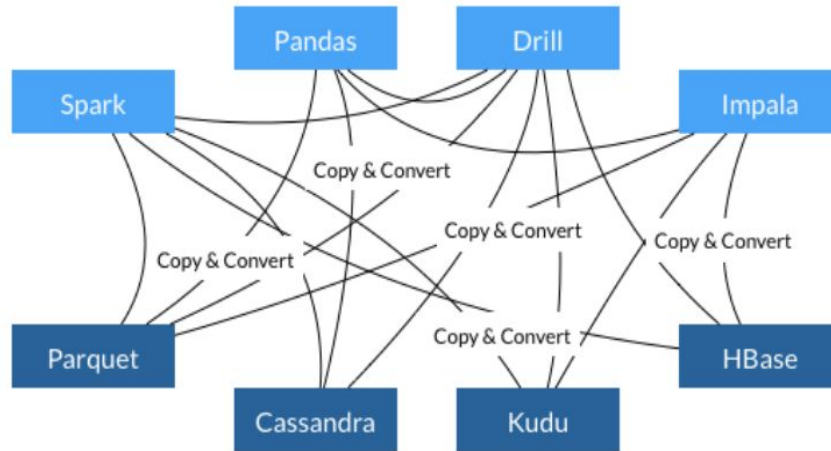 Pandas
Drill
Spark
Impala
Copy & Convert
Copy & Convert
Copy & Convert
Copy & Convert
Copy & Convert
Parquet
HBase
Cassandra
Kudu